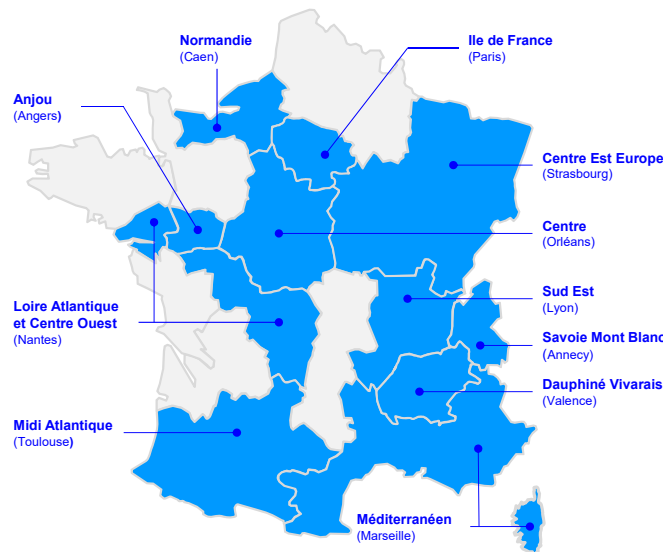 Normandie
(Caen)
Ile de France
(Paris)
Anjou
(Angers)
Centre Est Europe
(Strasbourg)
Centre
(Orléans)
Sud Est
(Lyon)
Loire Atlantique
et Centre Ouest
(Nantes)
Savoie Mont Blanc
(Annecy)
Dauphiné Vivarais
(Valence)
Midi Atlantique
(Toulouse)
Méditerranéen
(Marseille)